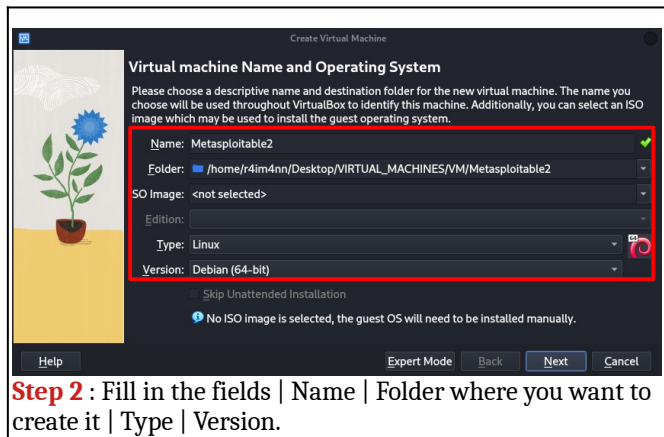 Create Virtual Machine
Virtual machine Name and Operating System
Please choose a descriptive name and destination folder for the new virtual machine. The name you
choose will be used throughout VirtualBox to identify this machine. Additionally, you can select an ISO
image which may be used to install the guest operating system.
Name: Metasploitable2
Folder: /home/r4im4nn/Desktop/VIRTUAL_MACHINES/VM/Metasploitable2
ISO Image: <not selected>
Edition:
Type: Linux
64
Version: Debian (64-bit)
Skip Unattended Installation
No ISO image is selected, the guest OS will need to be installed manually.
Help Expert Mode Back Next Cancel
Step 2 : Fill in the fields | Name | Folder where you want to
create it | Type | Version.